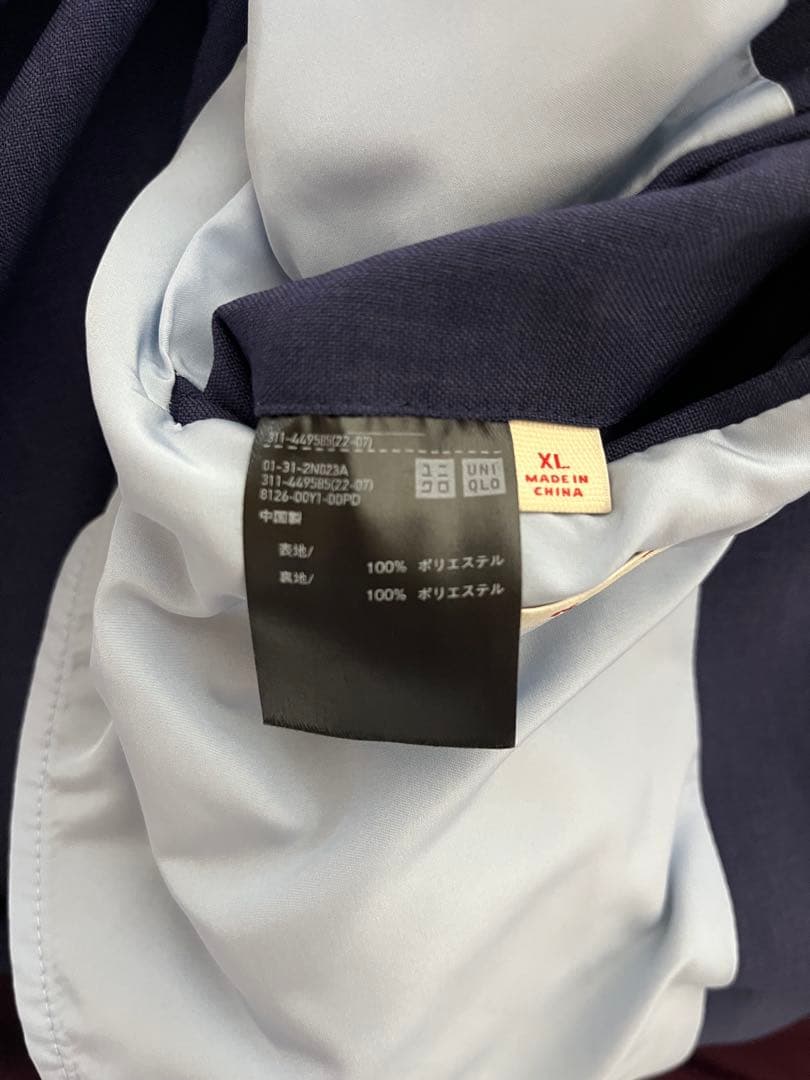 311-449585(22-07)
01-31-2N023A
311-449585(22-07)
8126-00Y1-00PD
中国製
表地/
100% ポリエステル
裏地/
100% ポリエステル
ユニ
クロ
UNI
QLO
XL
MADE IN
CHINA